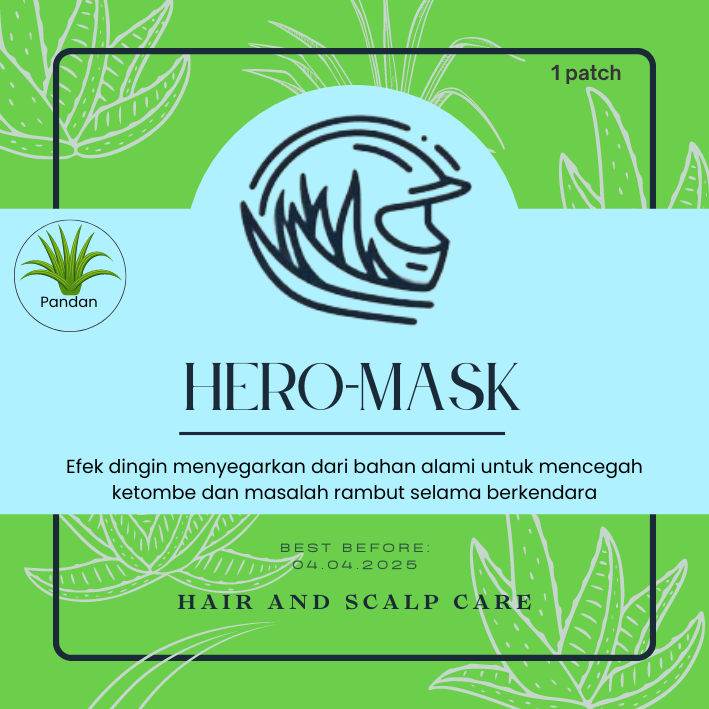 1 patch
Pandan
HERO-MASK
Efek dingin menyegarkan dari bahan alami untuk mencegah
ketombe dan masalah rambut selama berkendara
BEST BEFORE:
04.04.2025
HAIR AND SCALP CARE